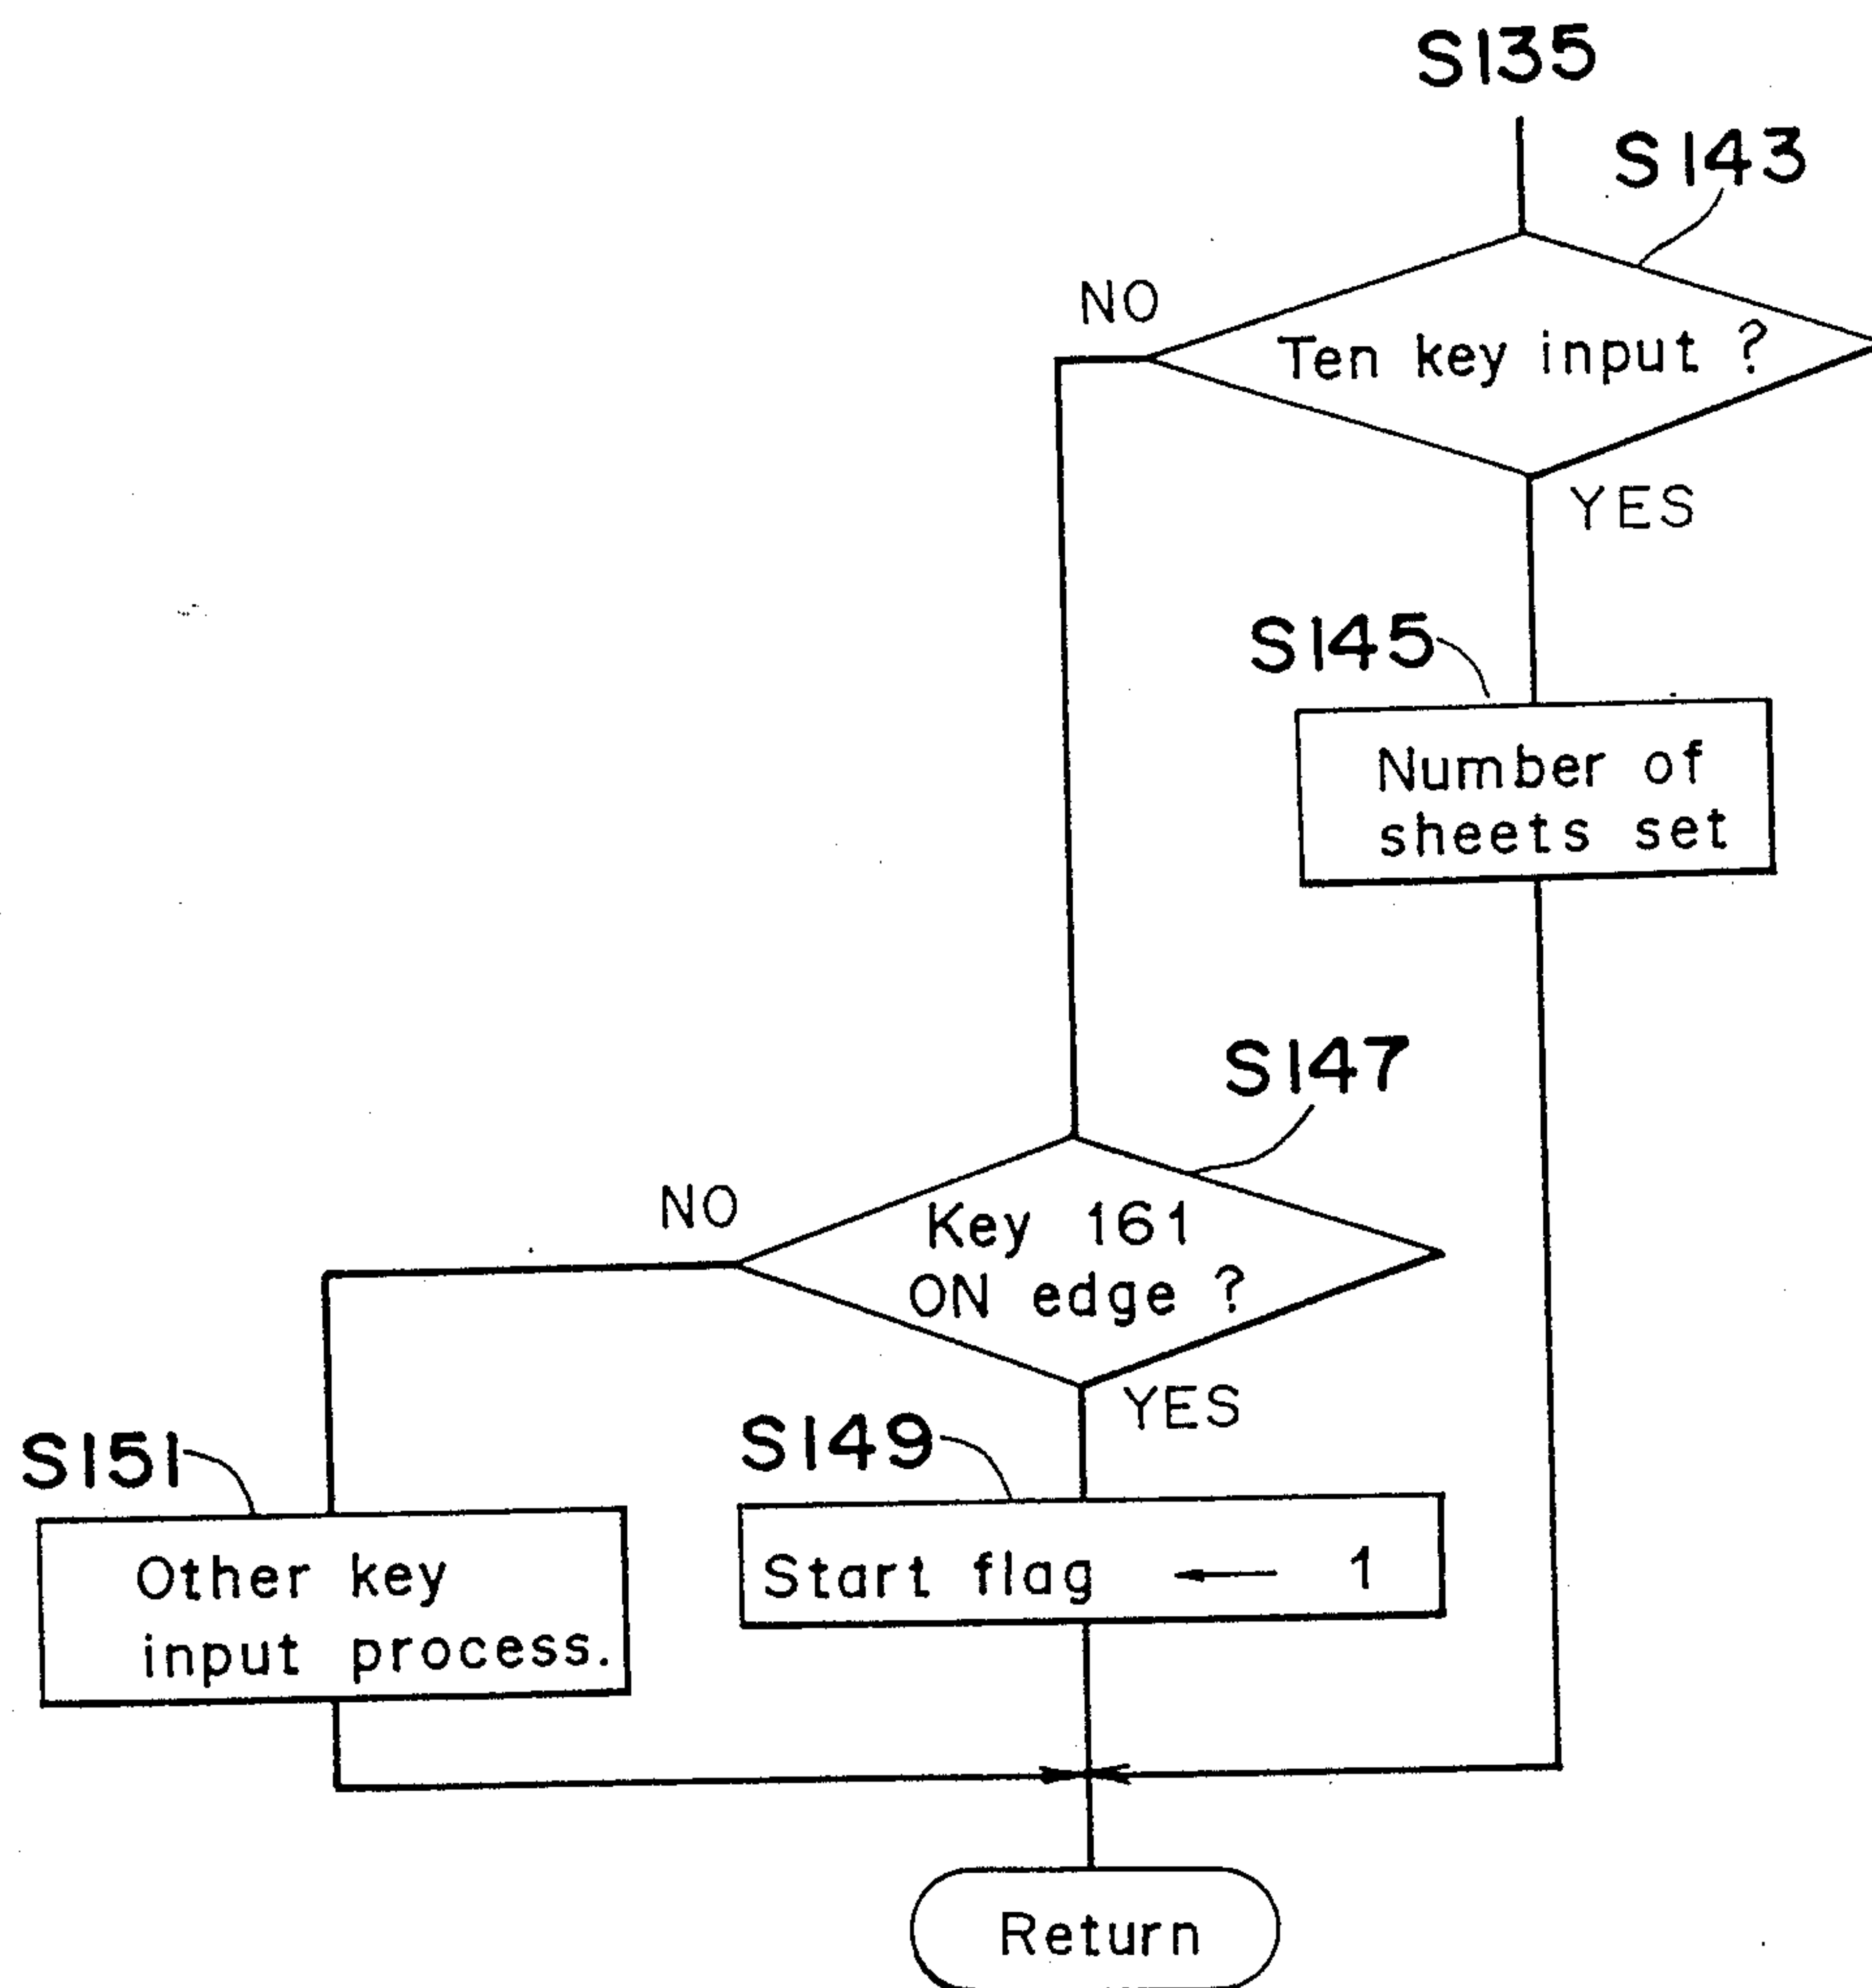 S135
S143
NO
Ten key input ?
YES
S145
Number of
sheets set
S147
NO
Key 161
ON edge ?
YES
S151
S149
Other key
input process.
Start flag ← 1
Return